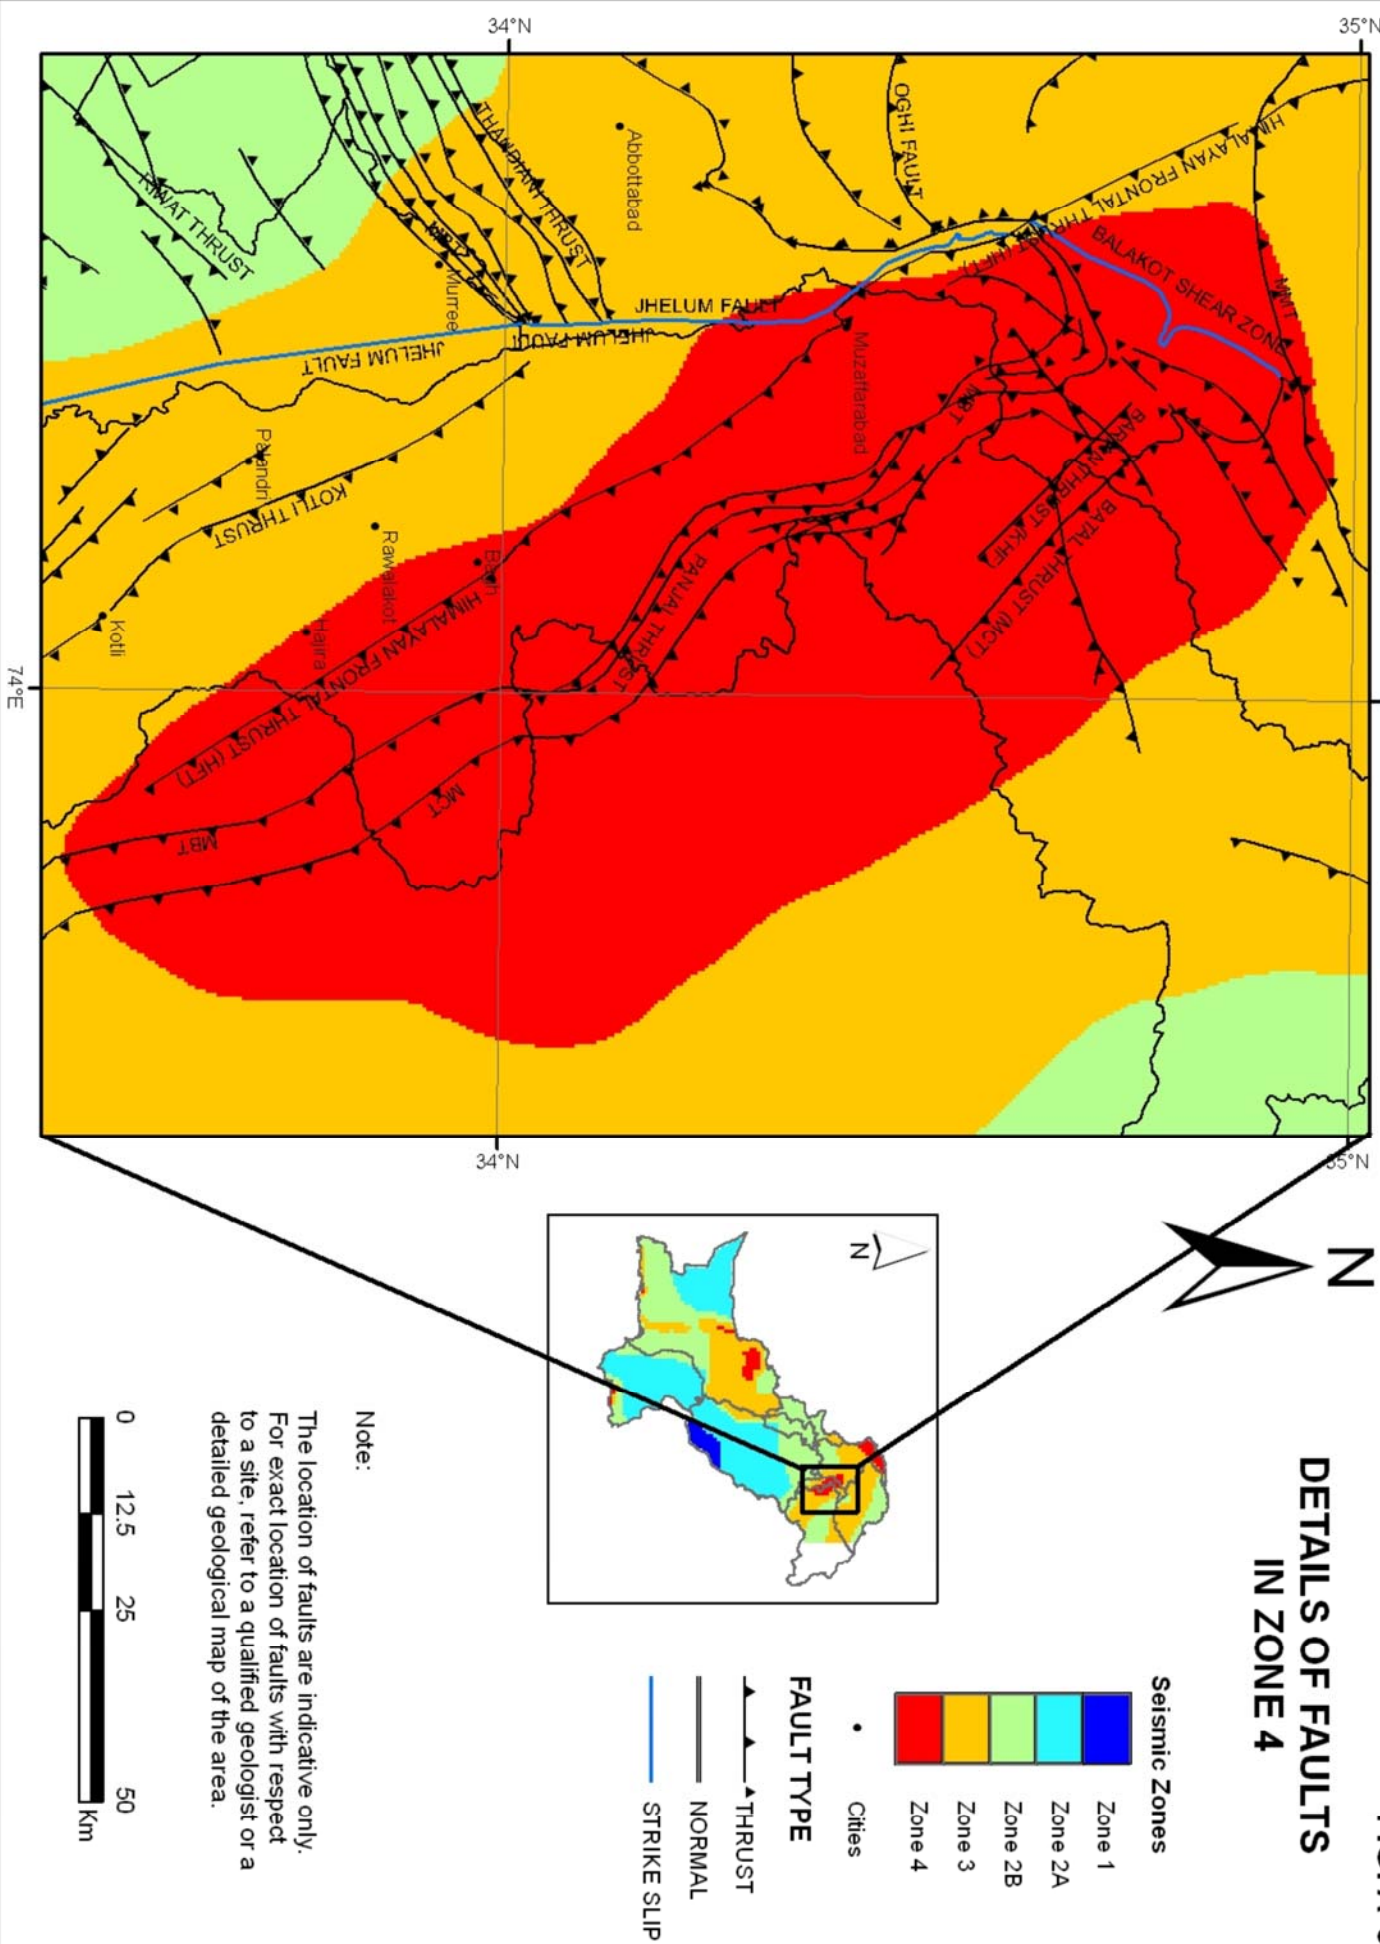 DETAILS OF FAULTS
IN ZONE 4
N
34°N
35°N
34°N
35°N
74°E
HIMALAYAN FRONTAL THRUST (HFT)
OGHI FAULT
BALAKOT SHEAR ZONE
MMT
THANDIANI THRUST
Abbottabad
RIWAT THRUST
MBT
Murree
JHELUM FAULT
JHELUM FAULT
JHELUM FAULT
Muzaffarabad
MBT
BATAL THRUST (MCT)
PANJAL THRUST
KOTLI THRUST
Palandri
Rawalakot
Bagh
Hajira
Kotli
HIMALAYAN FRONTAL THRUST (HFT)
MCT
MBT
N
Seismic Zones
Zone 1
Zone 2A
Zone 2B
Zone 3
Zone 4
Cities
FAULT TYPE
THRUST
NORMAL
STRIKE SLIP
Note:
The location of faults are indicative only.
For exact location of faults with respect
to a site, refer to a qualified geologist or a
detailed geological map of the area.
0 12.5 25 50
Km